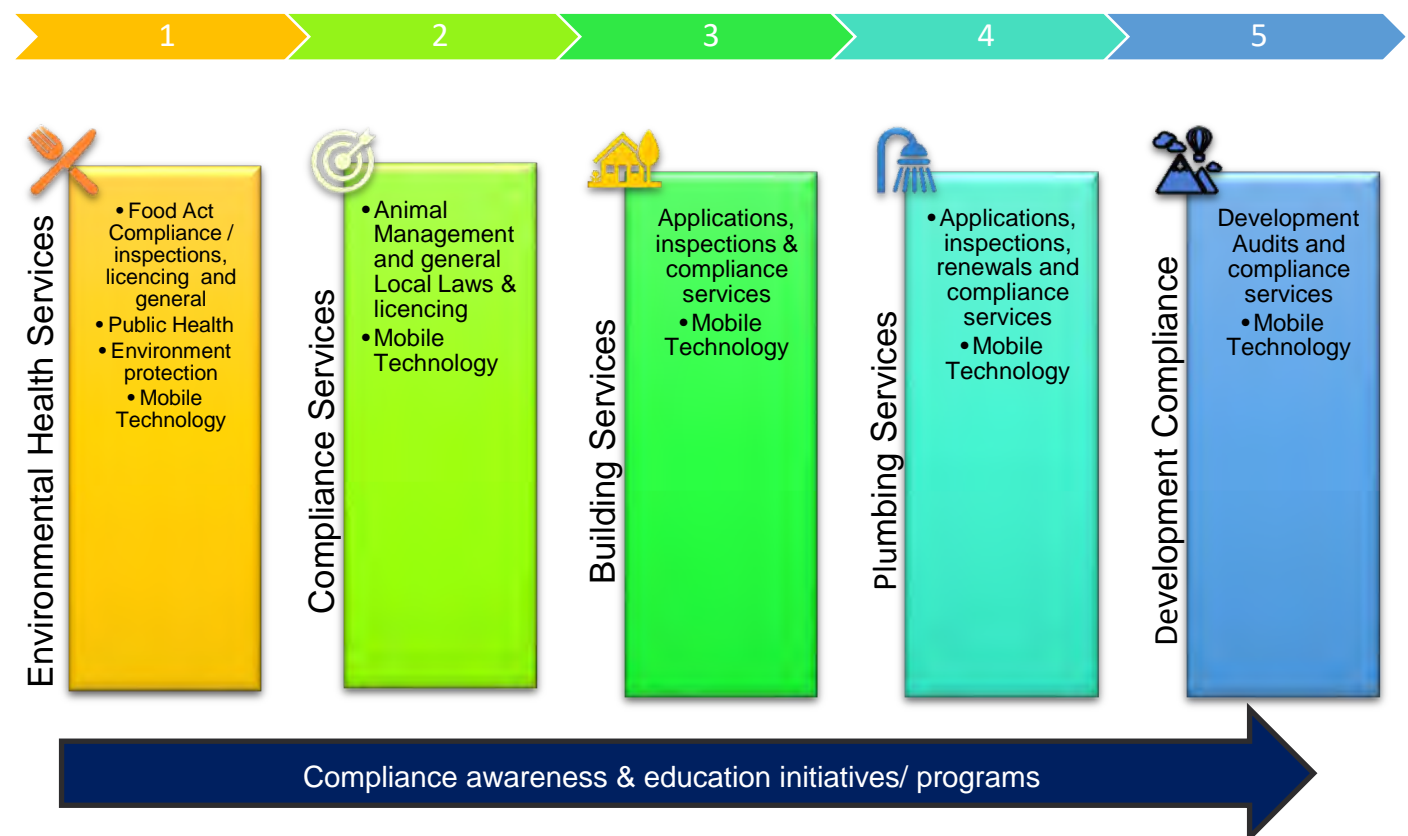 1
2
3
4
5
Environmental Health Services
• Food Act
Compliance /
inspections,
licencing and
general
• Public Health
• Environment
protection
• Mobile
Technology
Compliance Services
• Animal
Management
and general
Local Laws &
licencing
• Mobile
Technology
Building Services
Applications,
inspections &
compliance
services
• Mobile
Technology
Plumbing Services
• Applications,
inspections,
renewals and
compliance
services
• Mobile
Technology
Development Compliance
Development
Audits and
compliance
services
• Mobile
Technology
Compliance awareness & education initiatives/ programs